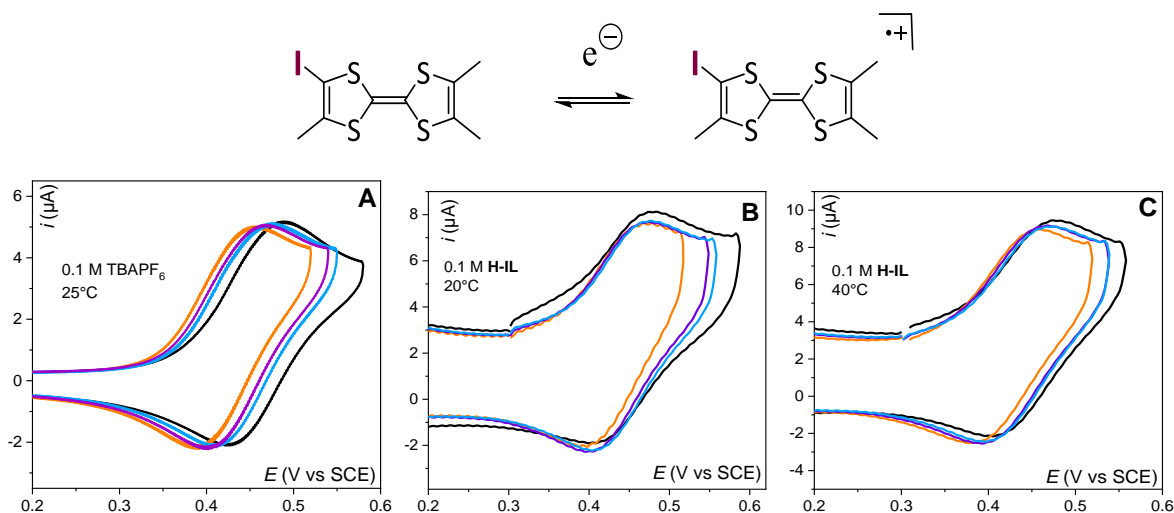 e⊖
•+
I S S S S
I S S S S
A
i (µA)
0.1 M TBAPF6
25°C
E (V vs SCE)
6
4
2
0
-2
0.2 0.3 0.4 0.5 0.6
B
i (µA)
0.1 M H-IL
20°C
E (V vs SCE)
8
6
4
2
0
-2
-4
0.2 0.3 0.4 0.5 0.6
C
i (µA)
0.1 M H-IL
40°C
E (V vs SCE)
10
8
6
4
2
0
-2
-4
0.2 0.3 0.4 0.5 0.6